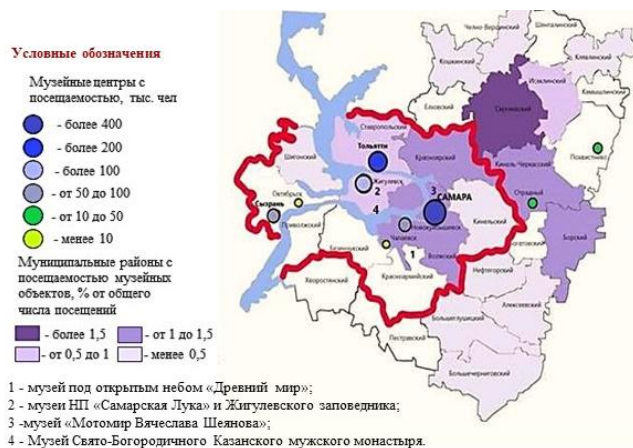 Условные обозначения
Музейные центры с
посещаемостью, тыс. чел
- более 400
- более 200
- более 100
- от 50 до 100
- от 10 до 50
- менее 10
Муниципальные районы с
посещаемостью музейных
объектов, % от общего
числа посещений
- более 1,5
- от 1 до 1,5
- от 0,5 до 1
- менее 0,5
Челно-Вершинский
Шенталинский
Кошкинский
Клявлинский
Исаклинский
Камышлинский
Елховский
Сергиевский
Ставропольский
Тольятти
Красноярский
Похвистнево
Шигонский
Кинель-Черкасский
Жигулевск
2
3
САМАРА
Отрадный
Октябрьск
Сызрань
4
Кинельский
Приволжский
Новокуйбышевск
Богатовский
Борский
Безенчукский
Чапаевск
1
Волжский
Нефтегорский
Хворостянский
Красноармейский
Алексеевский
Большеглушицкий
Пестравский
Большечерниговский
1 - музей под открытым небом «Древний мир»;
2 - музеи НП «Самарская Лука» и Жигулевского заповедника;
3 -музей «Мотомир Вячеслава Шеянова»;
4 - Музей Свято-Богородичного Казанского мужского монастыря.